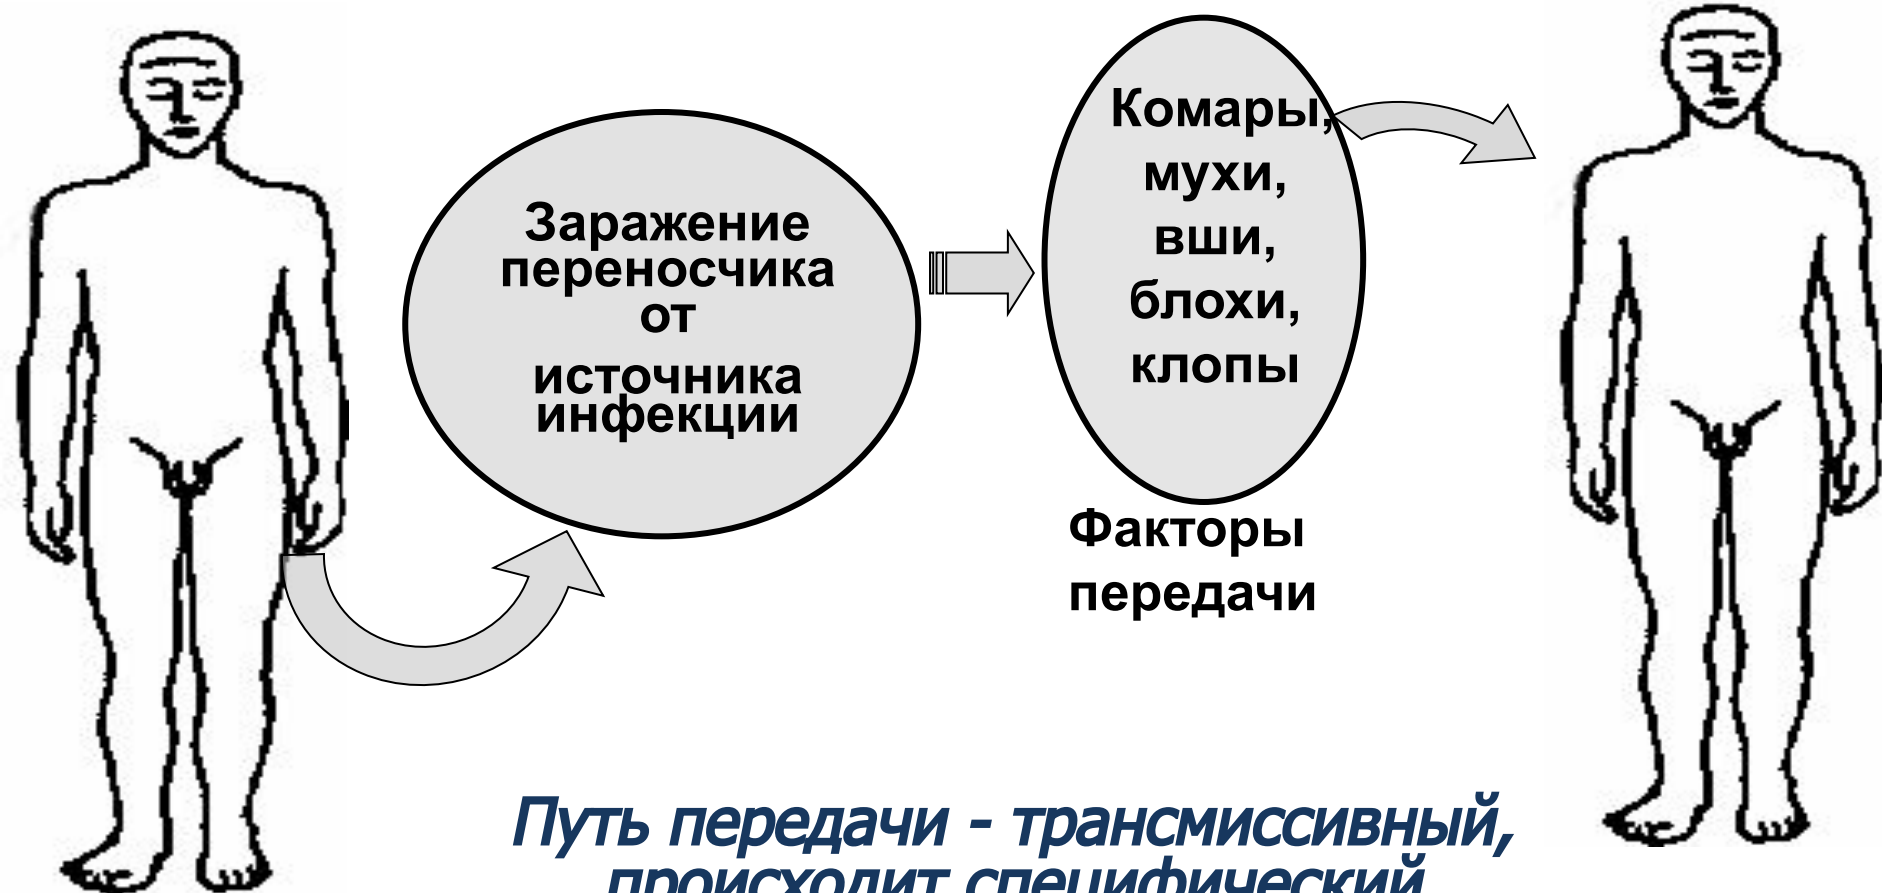 Заражение
переносчика
от
источника
инфекции
Комары,
мухи,
вши,
блохи,
клопы
Факторы
передачи
Путь передачи - трансмиссивный,
происходит специфический